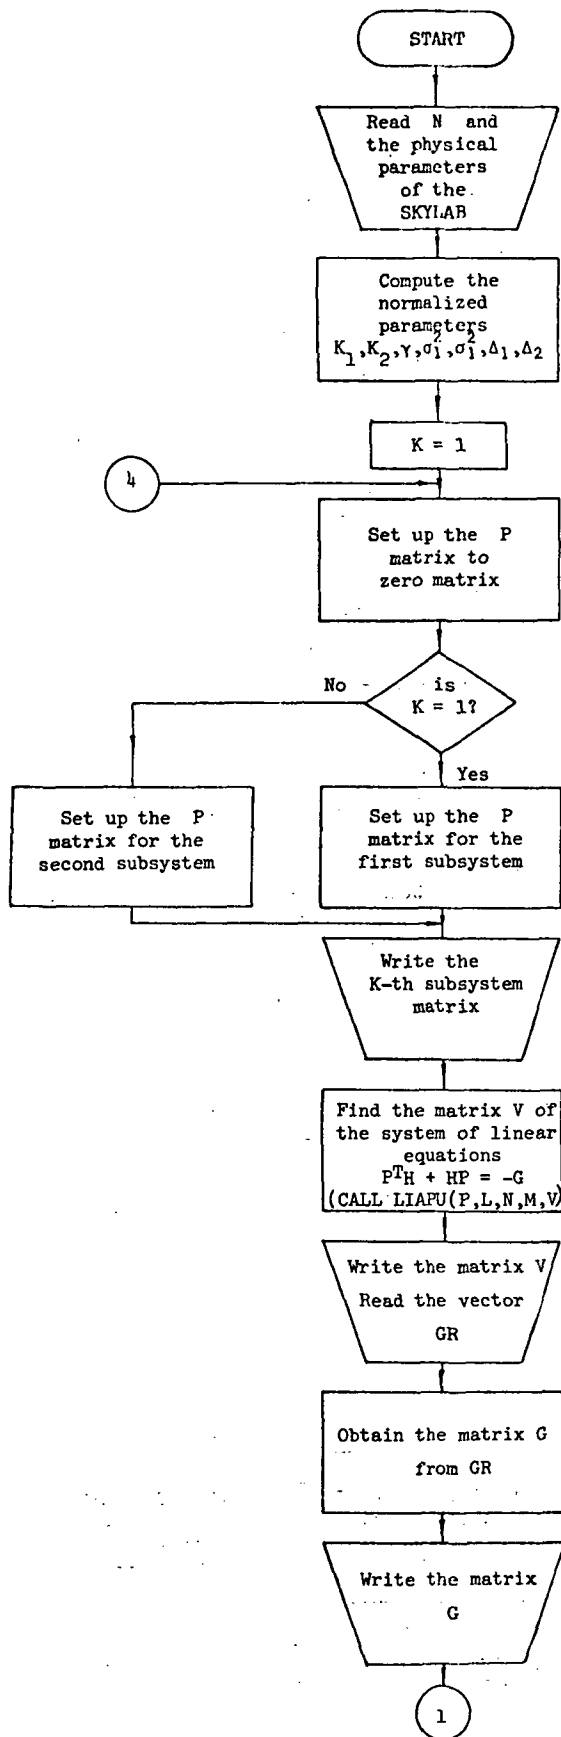 START
Read N and
the physical
parameters
of the
SKYLAB
Compute the
normalized
parameters
K₁,K₂,γ,σ₁²,σ₁²,Δ₁,Δ₂
K = 1
4
Set up the P
matrix to
zero matrix
No
is
K = 1?
Yes
Set up the P
matrix for the
second subsystem
Set up the P
matrix for the
first subsystem
Write the
K-th subsystem
matrix
Find the matrix V of
the system of linear
equations
PᵀH + HP = -G
(CALL LIAPU(P,L,N,M,V)
Write the matrix V
Read the vector
GR
Obtain the matrix G
from GR
Write the matrix
G
1